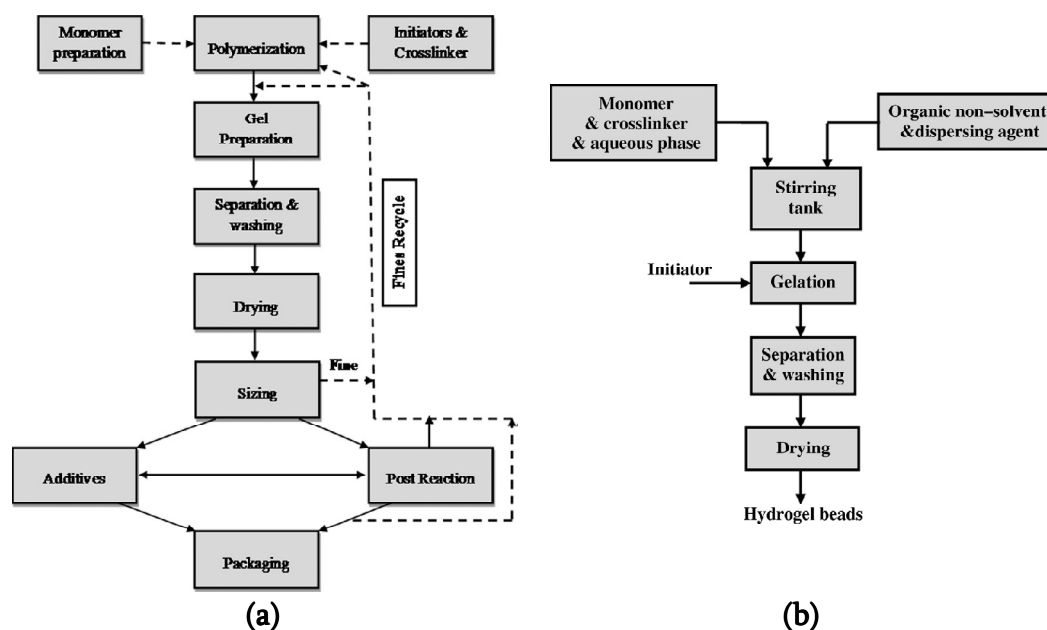 Monomer
preparation
Polymerization
Initiators &
Crosslinker
Gel
Preparation
Separation &
washing
Drying
Fines Recycle
Fine
Sizing
Additives
Post Reaction
Packaging
(a)
Monomer
& crosslinker
& aqueous phase
Organic non–solvent
&dispersing agent
Stirring
tank
Initiator
Gelation
Separation
& washing
Drying
Hydrogel beads
(b)